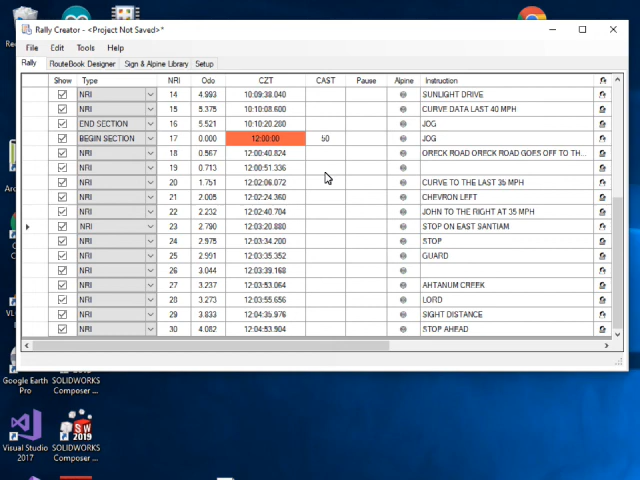 Rally Creator - <Project Not Saved>*
File Edit Tools Help
Rally RouteBook Designer Sign & Alpine Library Setup
Show Type NRI Odo CZT CAST Pause Alpine Instruction
NRI 14 4.993 10:09:38.040 SUNLIGHT DRIVE
NRI 15 5.375 10:10:08.600 CURVE DATA LAST 40 MPH
END SECTION 16 5.521 10:10:20.280 JOG
BEGIN SECTION 17 0.000 12:00:00 50 JOG
NRI 18 0.567 12:00:40.824 ORECK ROAD ORECK ROAD GOES OFF TO TH...
NRI 19 0.713 12:00:51.336
NRI 20 1.751 12:02:06.072 CURVE TO THE LAST 35 MPH
NRI 21 2.005 12:02:24.360 CHEVRON LEFT
NRI 22 2.232 12:02:40.704 JOHN TO THE RIGHT AT 35 MPH
NRI 23 2.790 12:03:20.880 STOP ON EAST SANTIAM
NRI 24 2.975 12:03:34.200 STOP
NRI 25 2.991 12:03:35.352 GUARD
NRI 26 3.044 12:03:39.168
NRI 27 3.237 12:03:53.064 AHTANUM CREEK
NRI 28 3.273 12:03:55.656 LORD
NRI 29 3.833 12:04:35.976 SIGHT DISTANCE
NRI 30 4.082 12:04:53.904 STOP AHEAD
Google Earth Pro
SOLIDWORKS Composer ...
Visual Studio 2017
SW 2019
SOLIDWORKS Composer ...